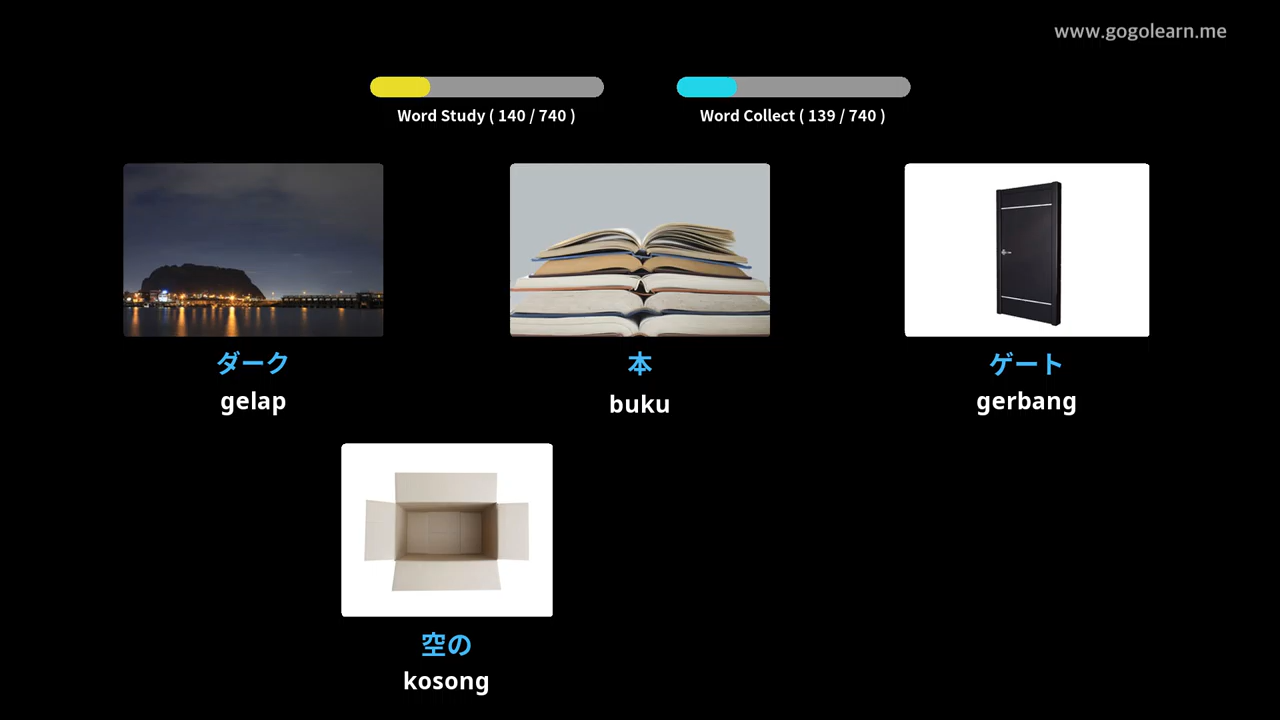 www.gogolearn.me
Word Study ( 140 / 740 )
Word Collect ( 139 / 740 )
ダーク
gelap
本
buku
ゲート
gerbang
空の
kosong